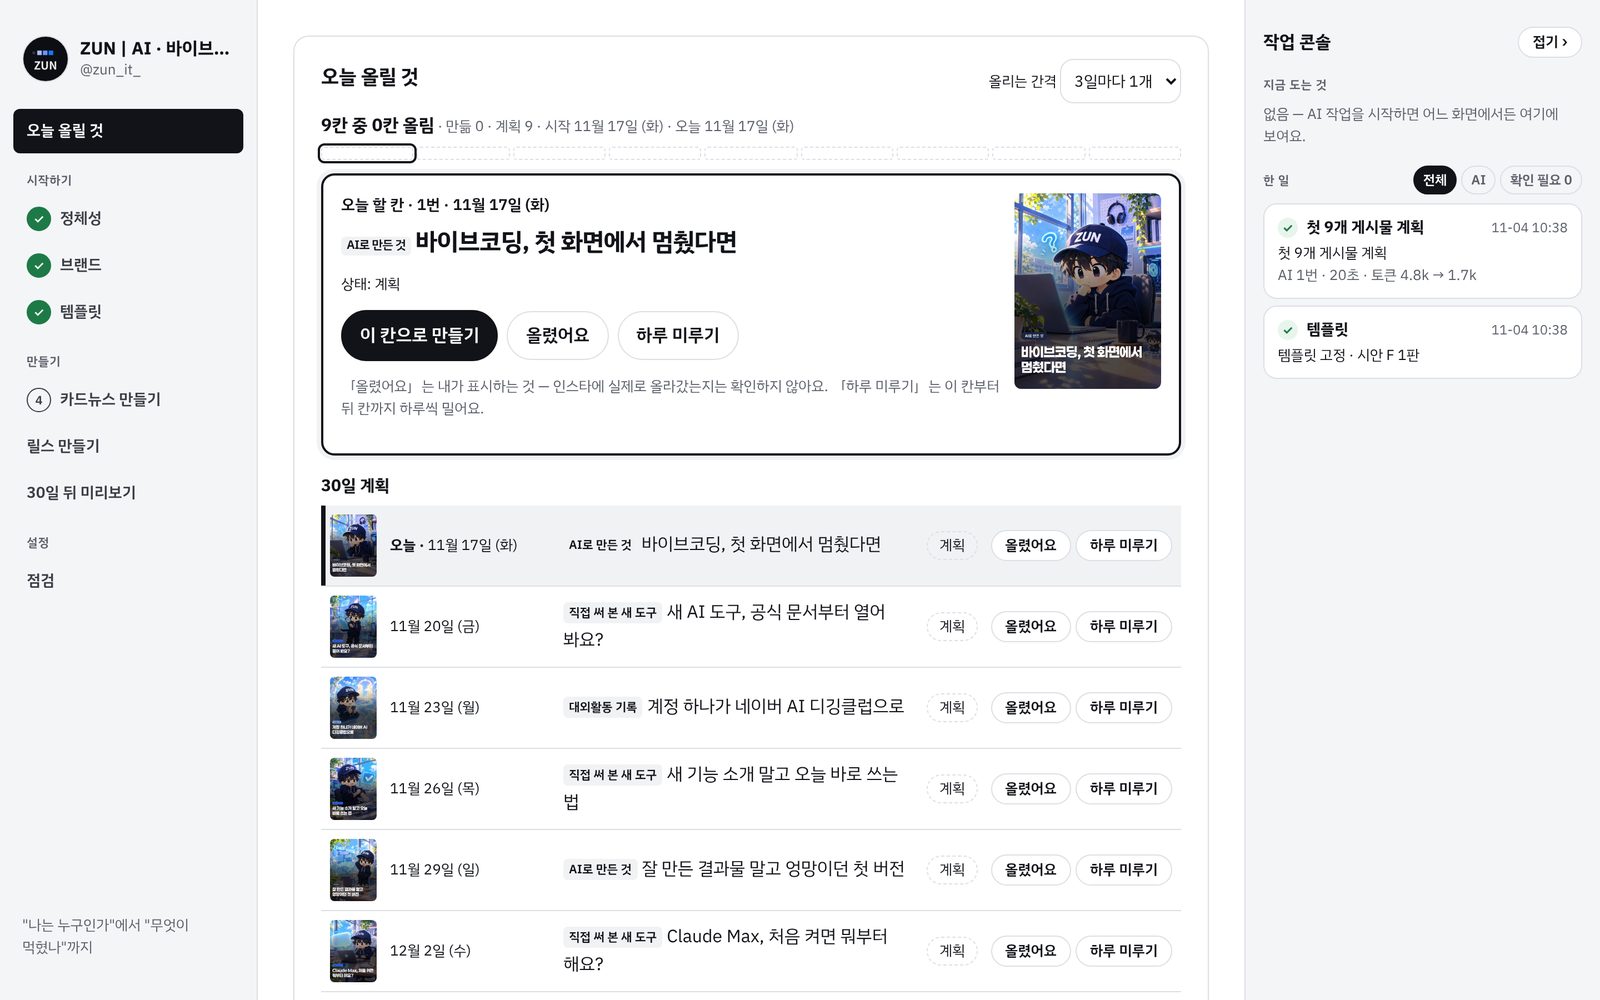 ZUN
ZUN | AI · 바이브...
@zun_it_
오늘 올릴 것
시작하기
정체성
브랜드
템플릿
만들기
4 카드뉴스 만들기
릴스 만들기
30일 뒤 미리보기
설정
점검
"나는 누구인가"에서 "무엇이
먹혔나"까지
오늘 올릴 것
올리는 간격 3일마다 1개
9칸 중 0칸 올림 · 만듦 0 · 계획 9 · 시작 11월 17일 (화) · 오늘 11월 17일 (화)
오늘 할 칸 · 1번 · 11월 17일 (화)
AI로 만든 것 바이브코딩, 첫 화면에서 멈췄다면
상태: 계획
이 칸으로 만들기 올렸어요 하루 미루기
「올렸어요」는 내가 표시하는 것 — 인스타에 실제로 올라갔는지는 확인하지 않아요. 「하루 미루기」는 이 칸부터
뒤 칸까지 하루씩 밀어요.
ZUN
바이브코딩, 첫 화면에서
멈췄다면
30일 계획
오늘 · 11월 17일 (화) AI로 만든 것 바이브코딩, 첫 화면에서 멈췄다면 계획 올렸어요 하루 미루기
11월 20일 (금) 직접 써 본 새 도구 새 AI 도구, 공식 문서부터 열어
봐요? 계획 올렸어요 하루 미루기
11월 23일 (월) 대외활동 기록 계정 하나가 네이버 AI 디깅클럽으로 계획 올렸어요 하루 미루기
11월 26일 (목) 직접 써 본 새 도구 새 기능 소개 말고 오늘 바로 쓰는
법 계획 올렸어요 하루 미루기
11월 29일 (일) AI로 만든 것 잘 만든 결과물 말고 엉망이던 첫 버전 계획 올렸어요 하루 미루기
12월 2일 (수) 직접 써 본 새 도구 Claude Max, 처음 켜면 뭐부터
해요? 계획 올렸어요 하루 미루기
작업 콘솔
접기 ›
지금 도는 것
없음 — AI 작업을 시작하면 어느 화면에서든 여기에
보여요.
한 일 전체 AI 확인 필요 0
첫 9개 게시물 계획 11-04 10:38
첫 9개 게시물 계획
AI 1번 · 20초 · 토큰 4.8k → 1.7k
템플릿 11-04 10:38
템플릿 고정 · 시안 F 1판